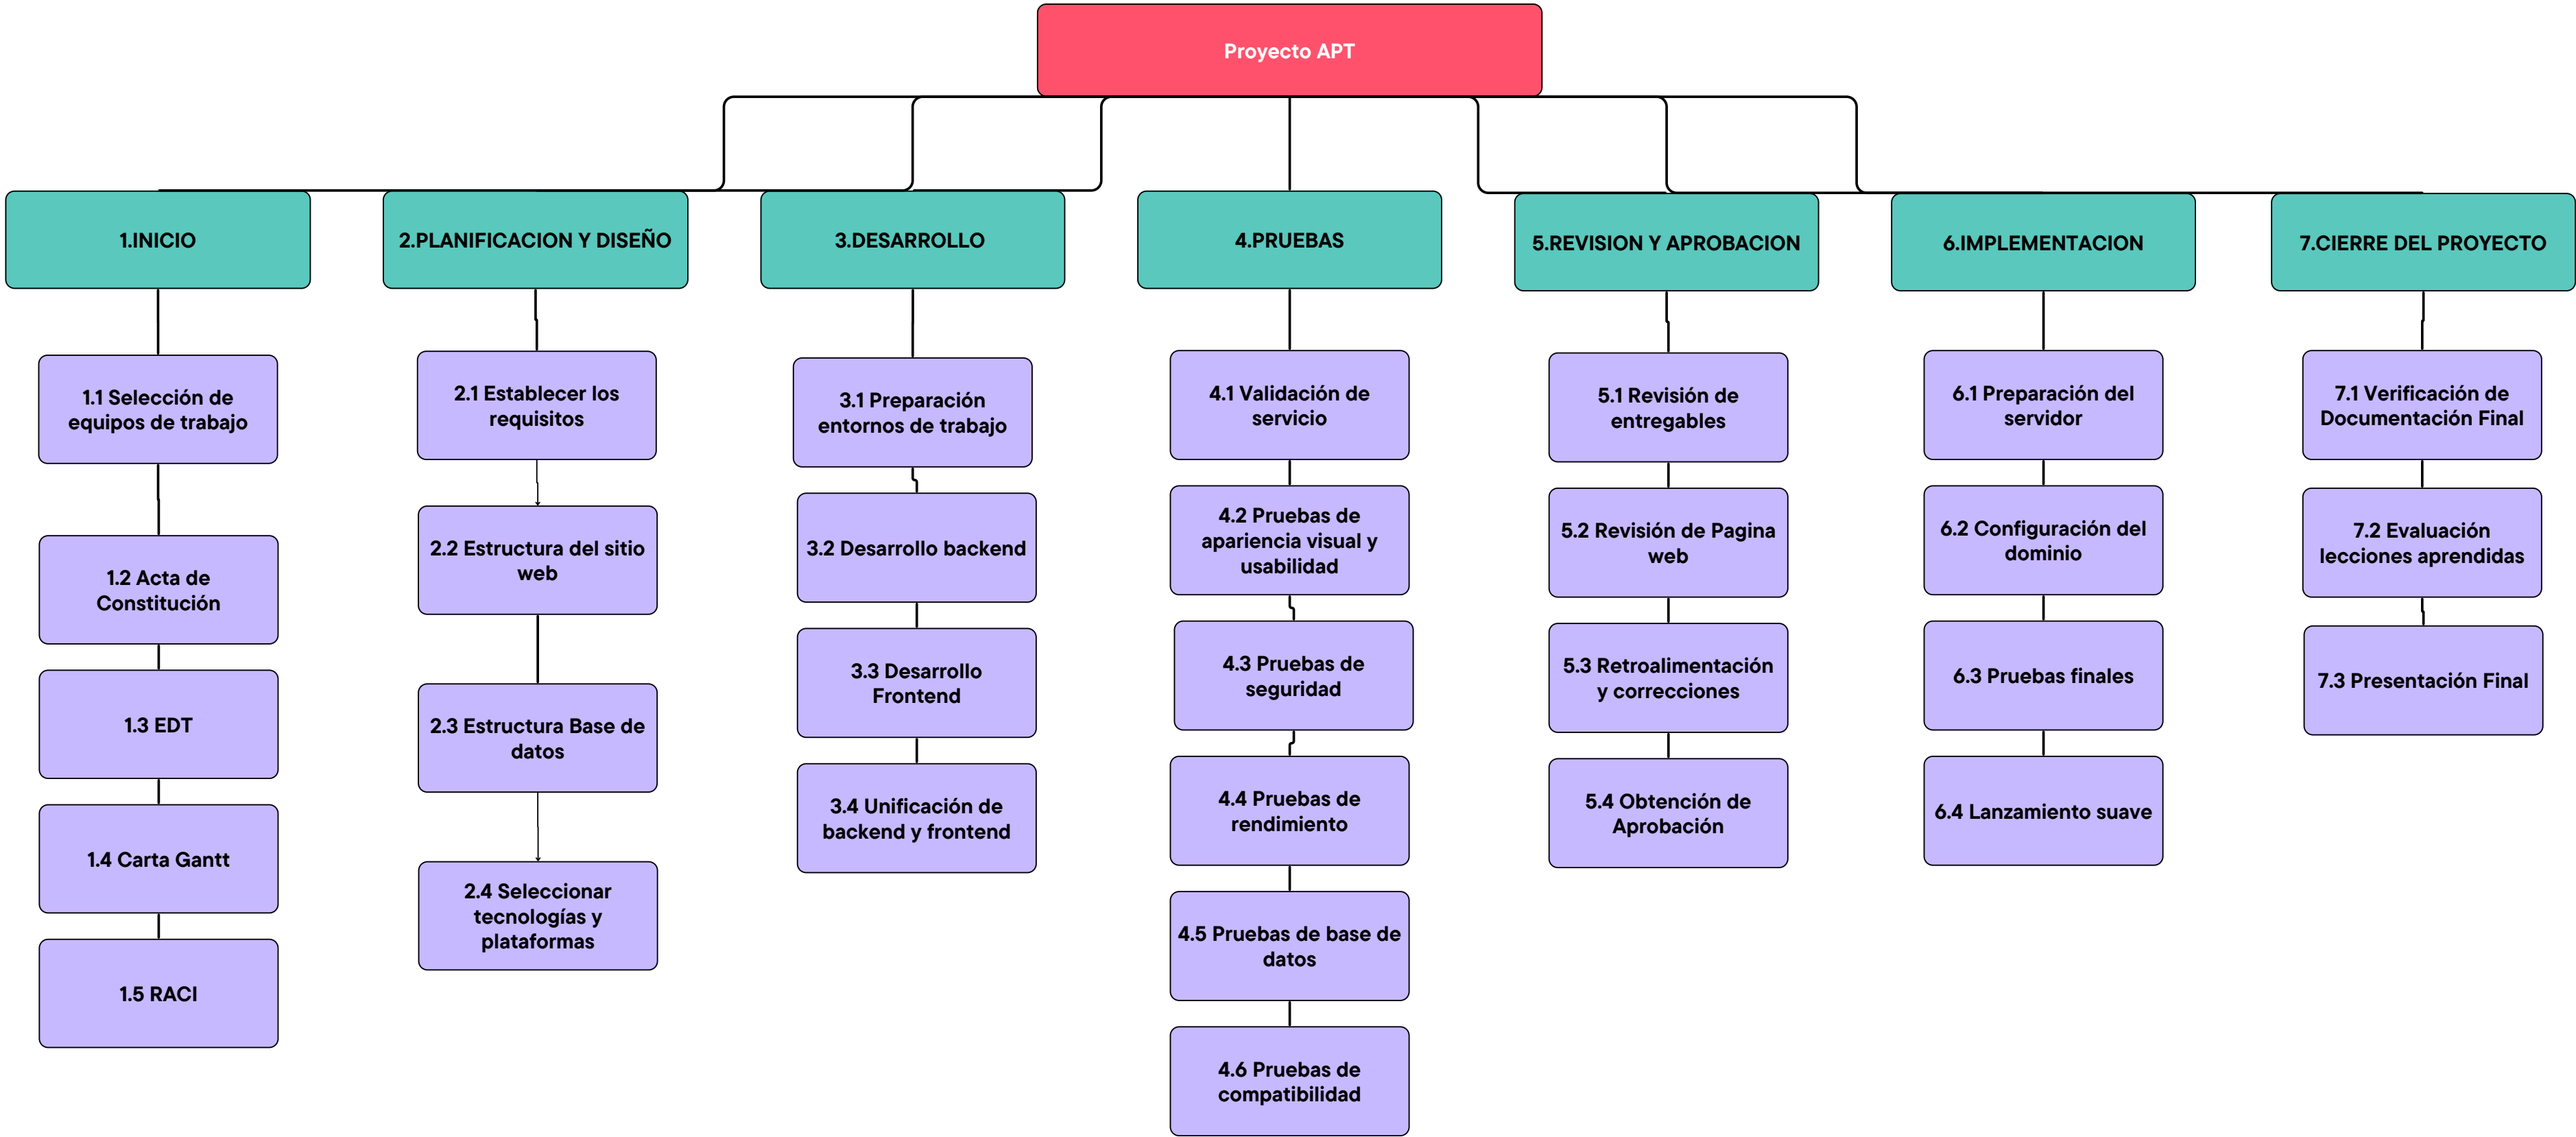 Proyecto APT
1.INICIO
1.1 Selección de
equipos de trabajo
1.2 Acta de
Constitución
1.3 EDT
1.4 Carta Gantt
1.5 RACI
2.PLANIFICACION Y DISEÑO
2.1 Establecer los
requisitos
2.2 Estructura del sitio
web
2.3 Estructura Base de
datos
2.4 Seleccionar
tecnologías y
plataformas
3.DESARROLLO
3.1 Preparación
entornos de trabajo
3.2 Desarrollo backend
3.3 Desarrollo
Frontend
3.4 Unificación de
backend y frontend
4.PRUEBAS
4.1 Validación de
servicio
4.2 Pruebas de
apariencia visual y
usabilidad
4.3 Pruebas de
seguridad
4.4 Pruebas de
rendimiento
4.5 Pruebas de base de
datos
4.6 Pruebas de
compatibilidad
5.REVISION Y APROBACION
5.1 Revisión de
entregables
5.2 Revisión de Pagina
web
5.3 Retroalimentación
y correcciones
5.4 Obtención de
Aprobación
6.IMPLEMENTACION
6.1 Preparación del
servidor
6.2 Configuración del
dominio
6.3 Pruebas finales
6.4 Lanzamiento suave
7.CIERRE DEL PROYECTO
7.1 Verificación de
Documentación Final
7.2 Evaluación
lecciones aprendidas
7.3 Presentación Final